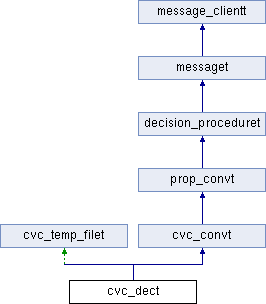 message_clientt
messaget
decision_proceduret
prop_convt
cvc_temp_filet
cvc_convt
cvc_dect